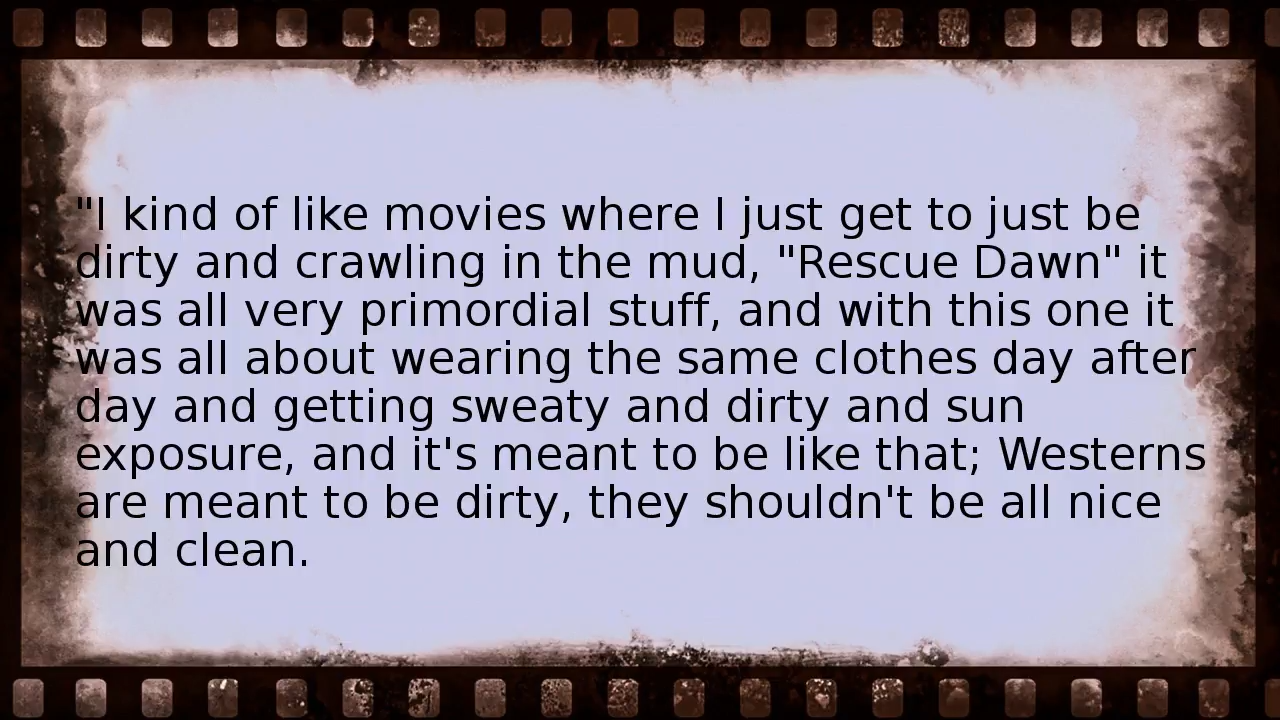 "I kind of like movies where I just get to just be
dirty and crawling in the mud, "Rescue Dawn" it
was all very primordial stuff, and with this one it
was all about wearing the same clothes day after
day and getting sweaty and dirty and sun
exposure, and it's meant to be like that; Westerns
are meant to be dirty, they shouldn't be all nice
and clean.